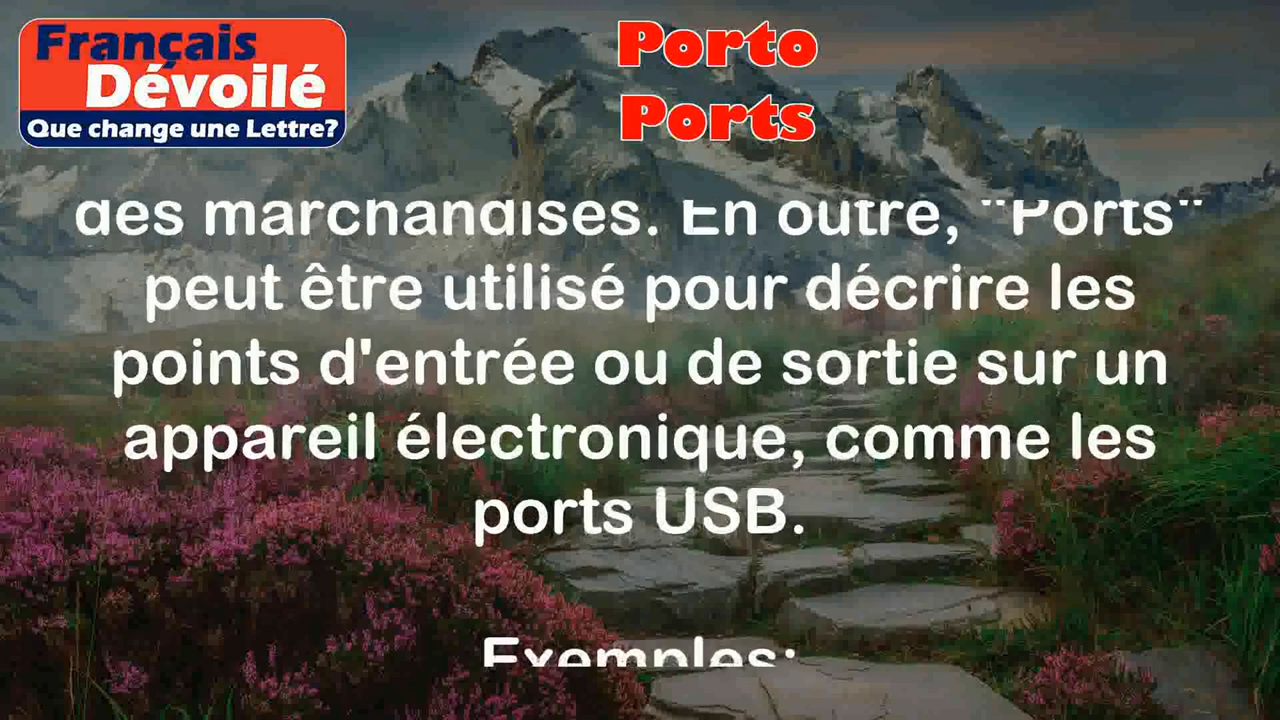 Français
Dévoilé
Que change une Lettre?
Porto
Ports
des marchandises. En outre, "Ports"
peut être utilisé pour décrire les
points d'entrée ou de sortie sur un
appareil électronique, comme les
ports USB.
Exemples: